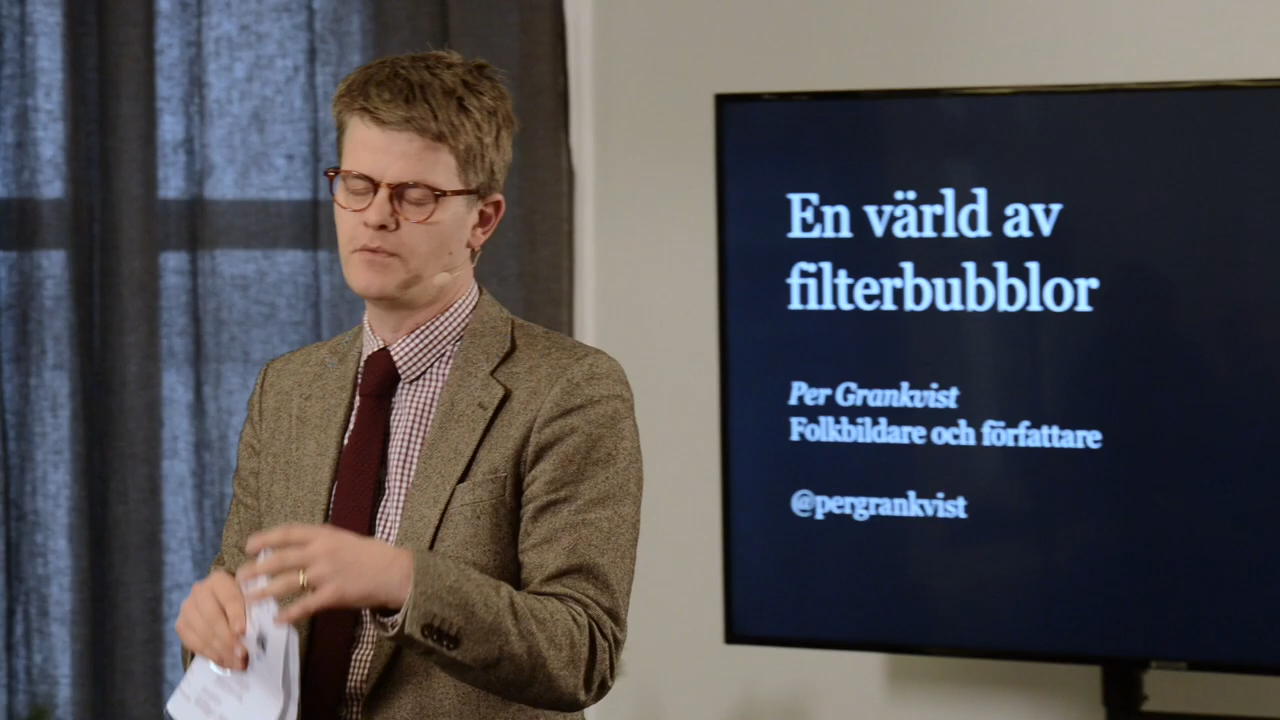 En värld av
filterbubblor
Per Grankvist
Folkbildare och författare
@pergrankvist